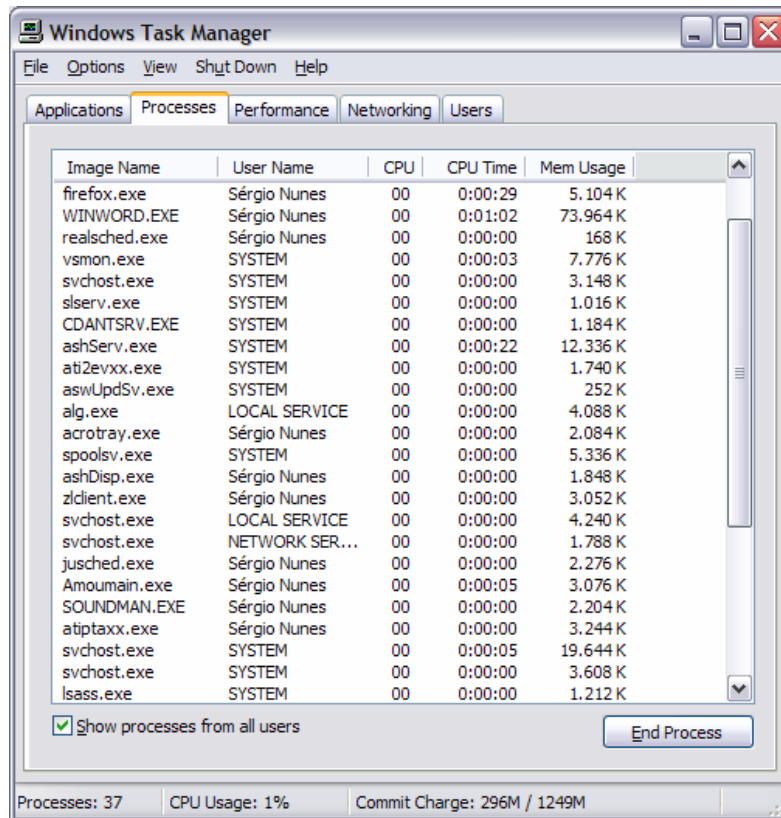 Windows Task Manager
File Options View Shut Down Help
Applications Processes Performance Networking Users
Image Name User Name CPU CPU Time Mem Usage
firefox.exe Sérgio Nunes 00 0:00:29 5.104 K
WINWORD.EXE Sérgio Nunes 00 0:01:02 73.964 K
realsched.exe Sérgio Nunes 00 0:00:00 168 K
vsmon.exe SYSTEM 00 0:00:03 7.776 K
svchost.exe SYSTEM 00 0:00:00 3.148 K
slserv.exe SYSTEM 00 0:00:00 1.016 K
CDANTSRV.EXE SYSTEM 00 0:00:00 1.184 K
ashServ.exe SYSTEM 00 0:00:22 12.336 K
ati2evxx.exe SYSTEM 00 0:00:00 1.740 K
aswUpdSv.exe SYSTEM 00 0:00:00 252 K
alg.exe LOCAL SERVICE 00 0:00:00 4.088 K
acrotray.exe Sérgio Nunes 00 0:00:00 2.084 K
spoolsv.exe SYSTEM 00 0:00:00 5.336 K
ashDisp.exe Sérgio Nunes 00 0:00:00 1.848 K
zlclient.exe Sérgio Nunes 00 0:00:00 3.052 K
svchost.exe LOCAL SERVICE 00 0:00:00 4.240 K
svchost.exe NETWORK SER... 00 0:00:00 1.788 K
jusched.exe Sérgio Nunes 00 0:00:00 2.276 K
Amoumain.exe Sérgio Nunes 00 0:00:05 3.076 K
SOUNDMAN.EXE Sérgio Nunes 00 0:00:00 2.204 K
atiptaxx.exe Sérgio Nunes 00 0:00:00 3.244 K
svchost.exe SYSTEM 00 0:00:05 19.644 K
svchost.exe SYSTEM 00 0:00:00 3.608 K
lsass.exe SYSTEM 00 0:00:00 1.212 K
Show processes from all users
End Process
Processes: 37 CPU Usage: 1% Commit Charge: 296M / 1249M